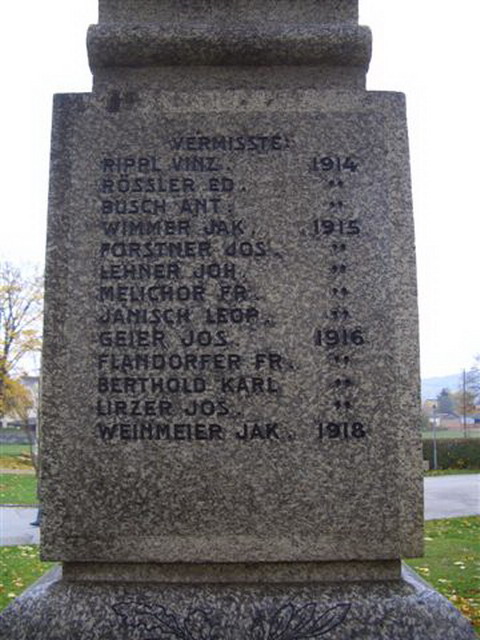 VERMISSTE:
RIPPL VINZ. 1914
RÖSSLER ED. "
BUSCH ANT. "
WIMMER JAK. 1915
FORSTNER JOS. "
LEHNER JOH. "
MELICHOR FR. "
JANISCH LEOP. "
GEIER JOS. 1916
FLANDORFER FR. "
BERTHOLD KARL "
LIRZER JOS. "
WEINMEIER JAK. 1918